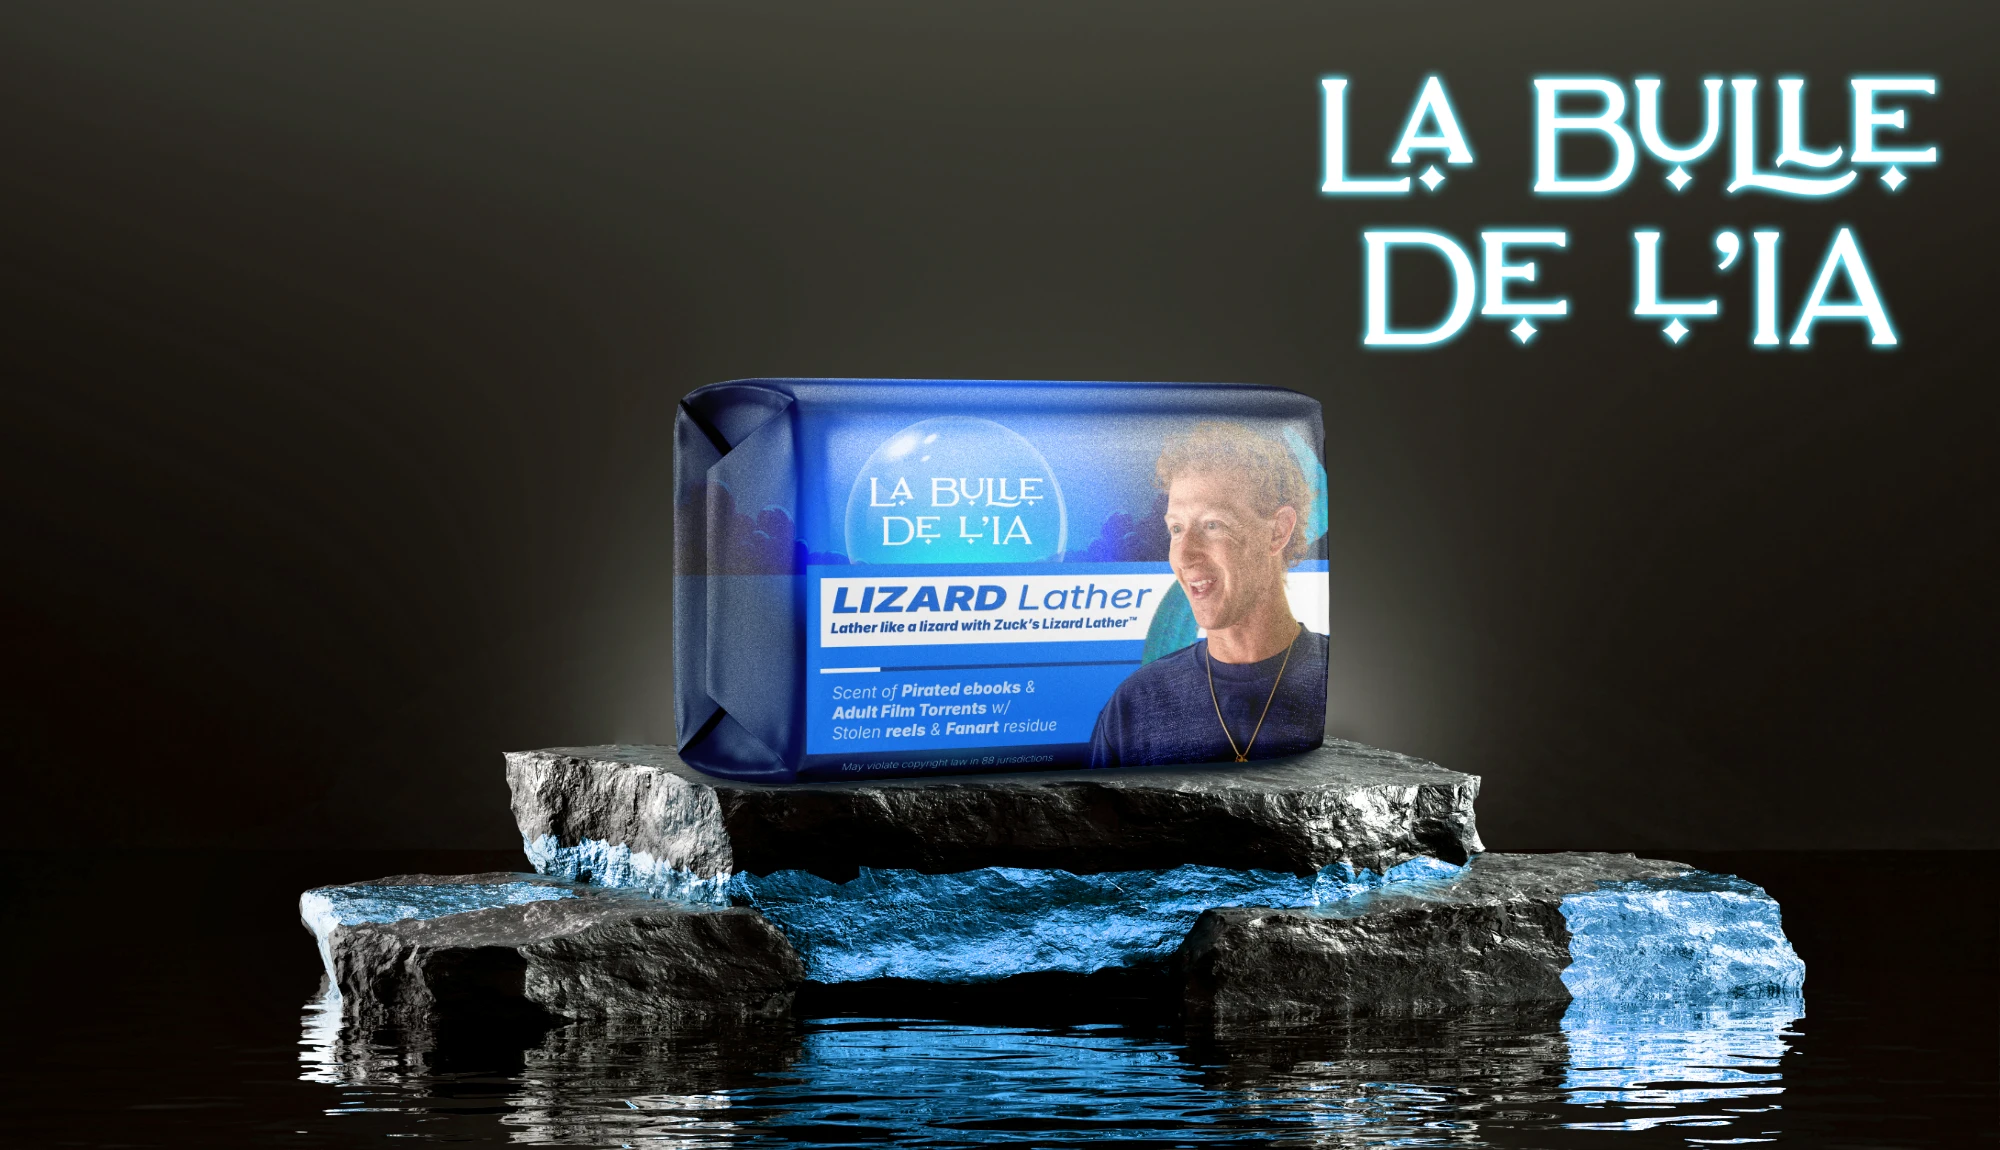 LA BULLE
DE L'IA
LA BULLE
DE L'IA
LIZARD Lather
Lather like a lizard with Zuck's Lizard Lather™
Scent of Pirated ebooks &
Adult Film Torrents w/
Stolen reels & Fanart residue
May violate copyright law in 88 jurisdictions